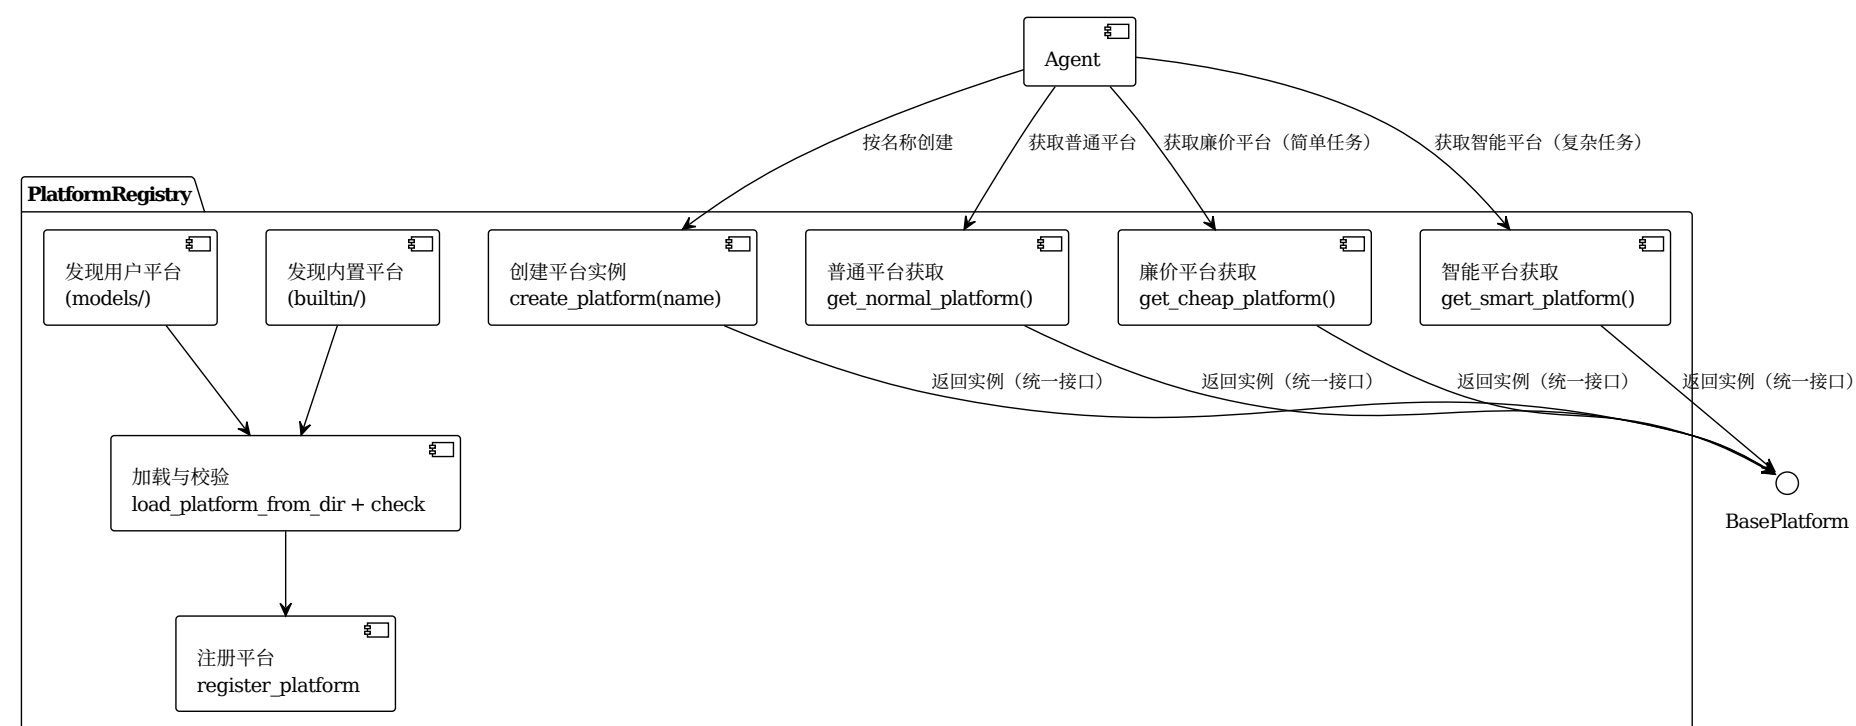 Agent
按名称创建
获取普通平台
获取廉价平台（简单任务）
获取智能平台（复杂任务）
PlatformRegistry
发现用户平台
(models/)
发现内置平台
(builtin/)
创建平台实例
create_platform(name)
普通平台获取
get_normal_platform()
廉价平台获取
get_cheap_platform()
智能平台获取
get_smart_platform()
返回实例（统一接口）
返回实例（统一接口）
返回实例（统一接口）
返回实例（统一接口）
加载与校验
load_platform_from_dir + check
BasePlatform
注册平台
register_platform